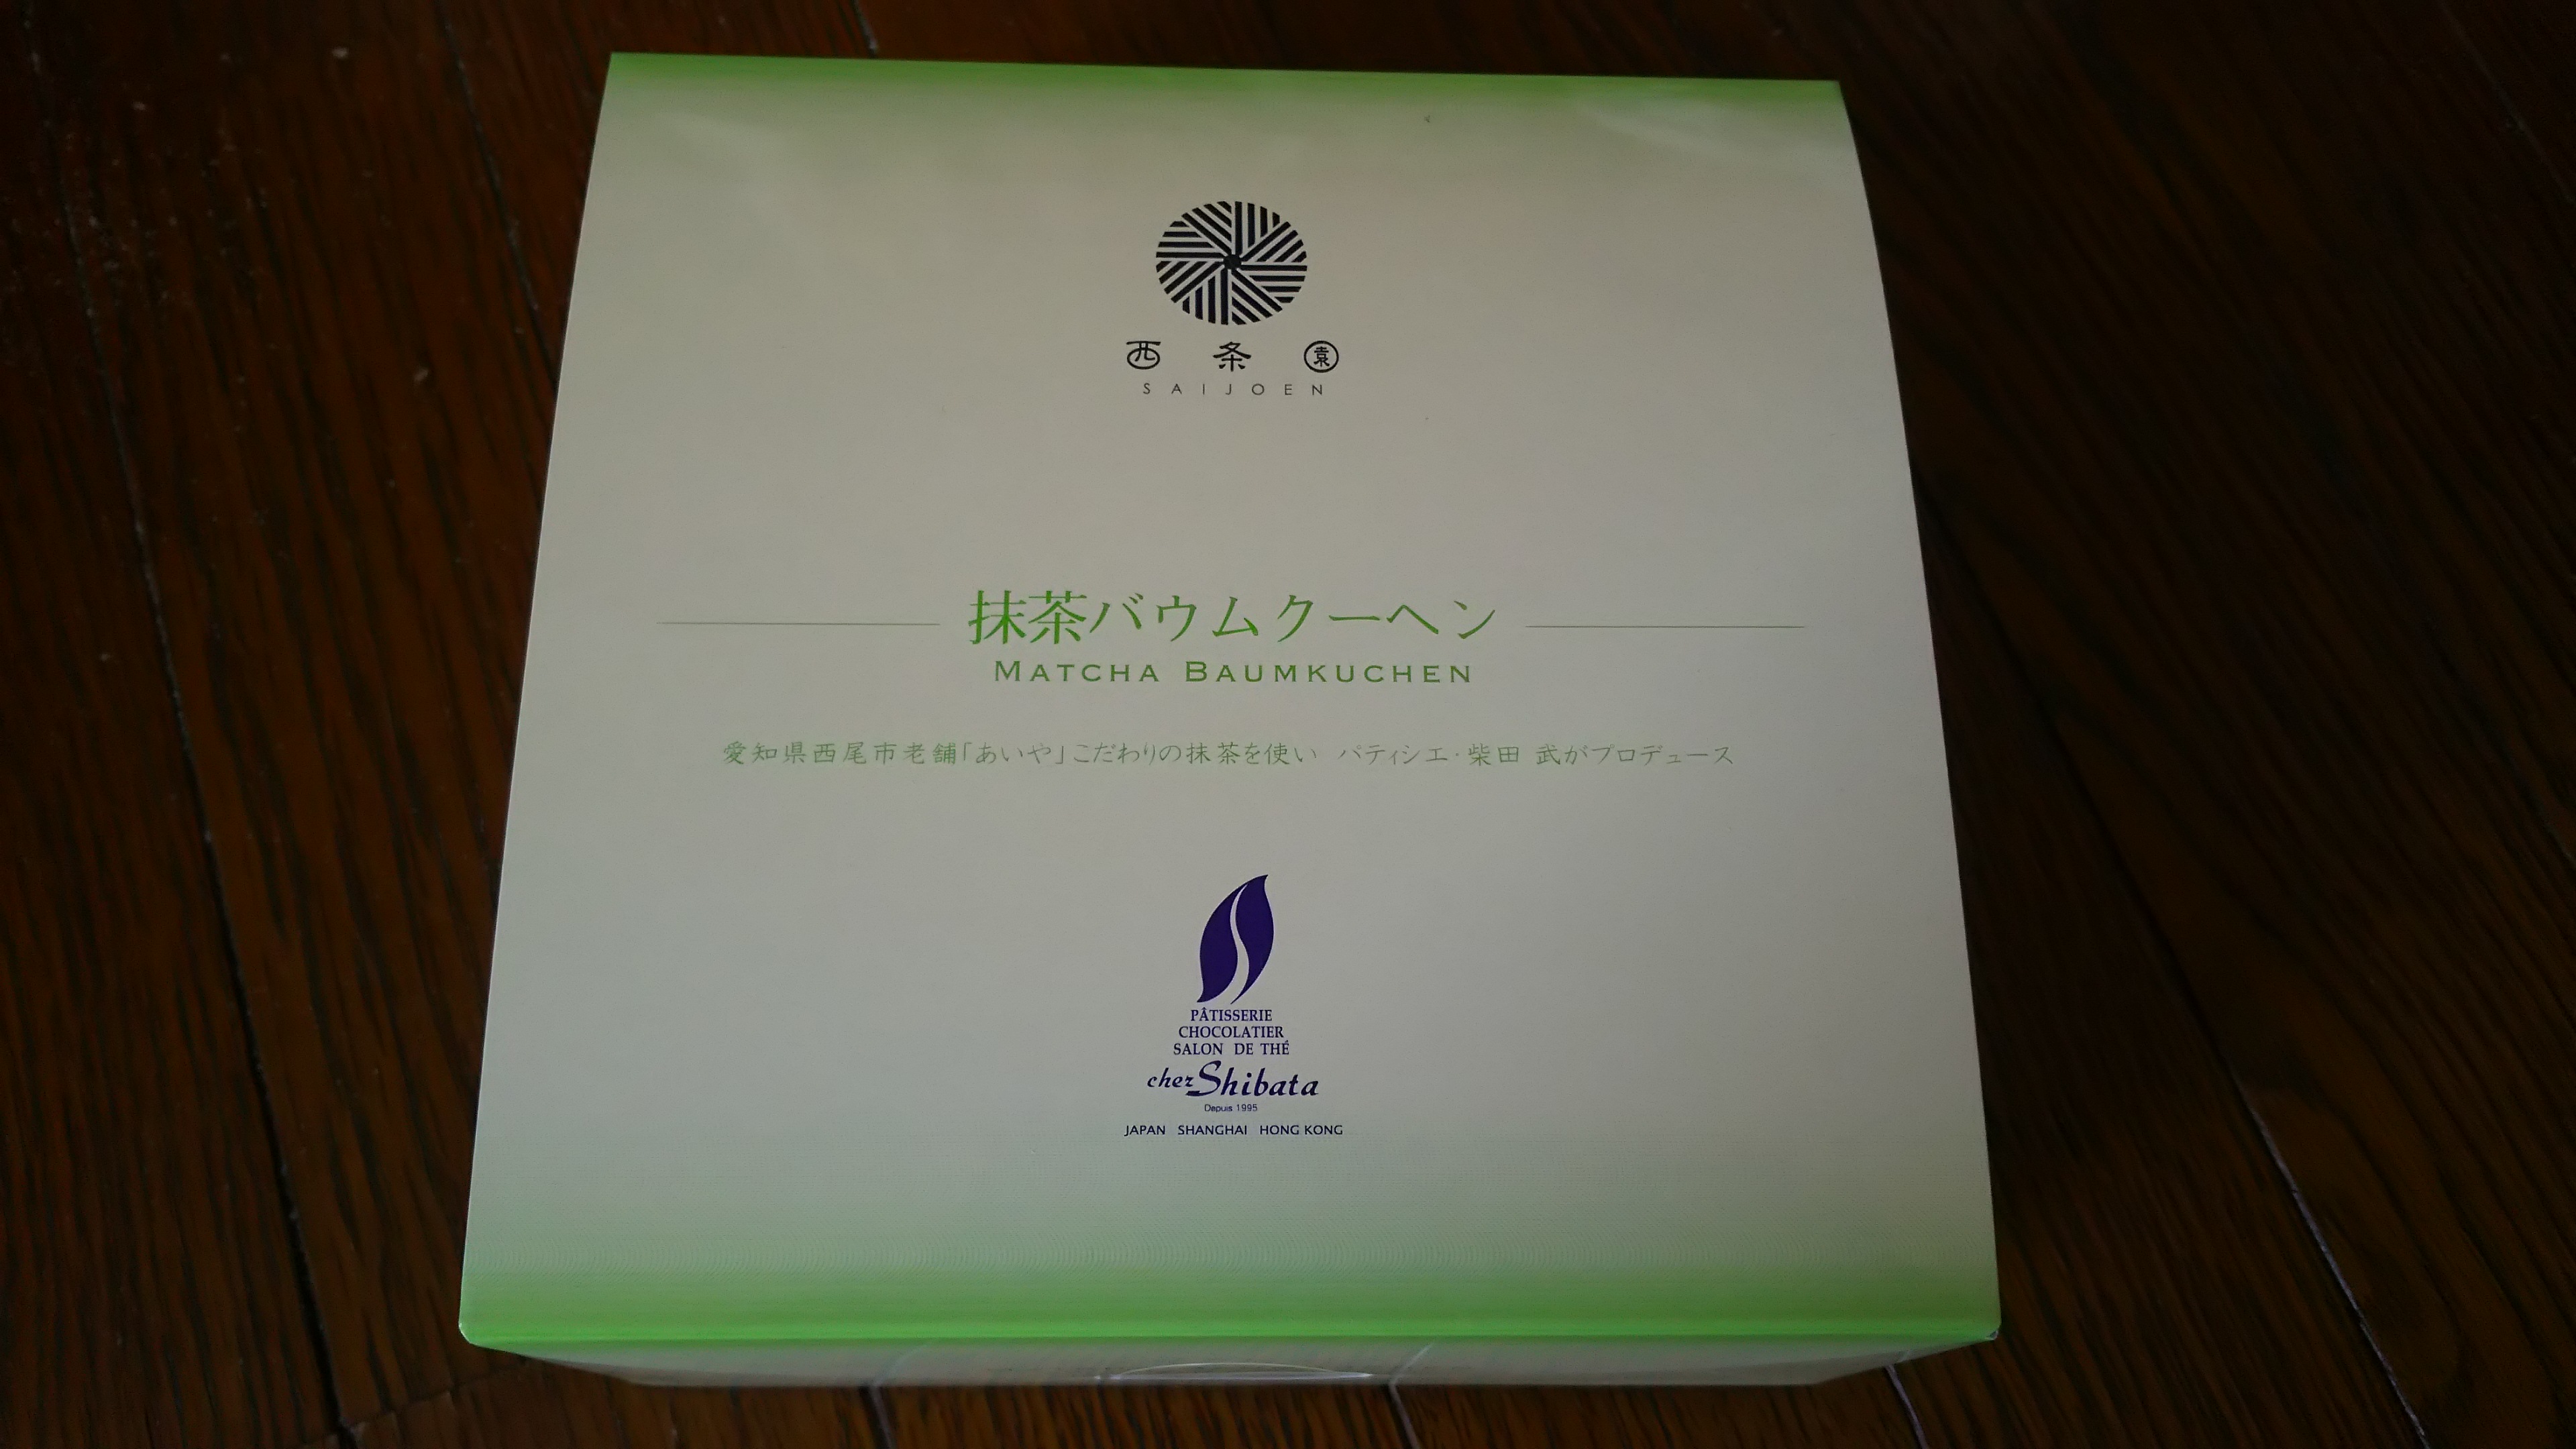 西条園
SAIJOEN
抹茶バウムクーヘン
MATCHA BAUMKUCHEN
愛知県西尾市老舗「あいや」こだわりの抹茶を使い パティシエ・柴田 武がプロデュース
PÂTISSERIE
CHOCOLATIER
SALON DE THÉ
chez Shibata
Depuis 1995
JAPAN SHANGHAI HONG KONG